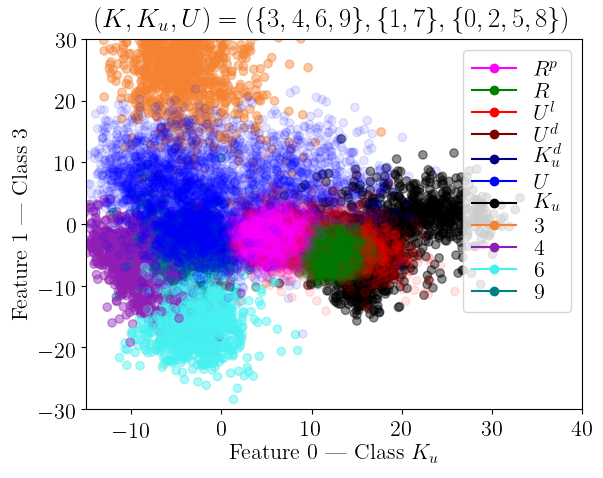 (K, K_u, U) = ({3, 4, 6, 9}, {1, 7}, {0, 2, 5, 8})
30
20
10
0
−10
−20
−30
Feature 1 — Class 3
R^p
R
U^l
U^d
K_u^d
U
K_u
3
4
6
9
−10
0
10
20
30
40
Feature 0 — Class K_u